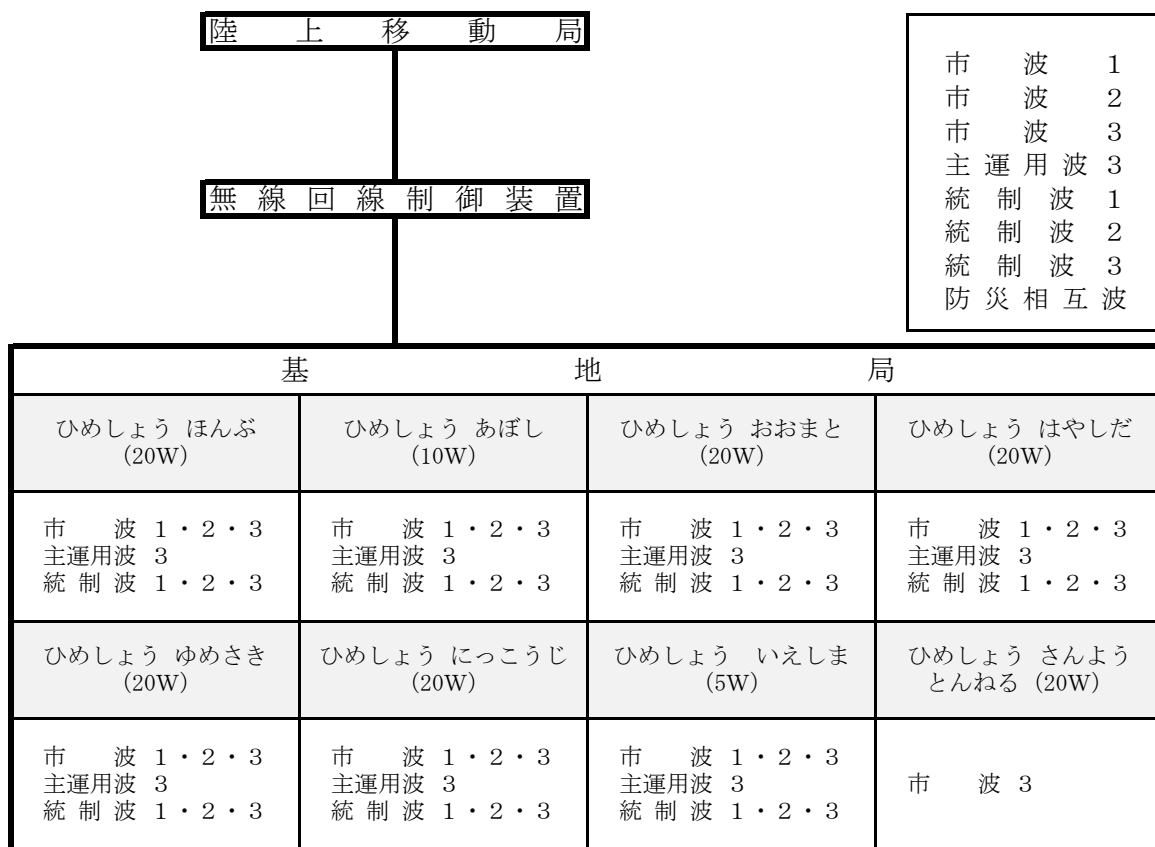 陸上移動局
市波1
市波2
市波3
主運用波3
統制波1
統制波2
統制波3
防災相互波
無線回線制御装置
基地局
ひめしょう ほんぶ
(20W)
ひめしょう あぼし
(10W)
ひめしょう おおまと
(20W)
ひめしょう はやしだ
(20W)
市波 1・2・3
主運用波 3
統制波 1・2・3
市波 1・2・3
主運用波 3
統制波 1・2・3
市波 1・2・3
主運用波 3
統制波 1・2・3
市波 1・2・3
主運用波 3
統制波 1・2・3
ひめしょう ゆめさき
(20W)
ひめしょう にっこうじ
(20W)
ひめしょう いえしま
(5W)
ひめしょう さんよう
とんねる (20W)
市波 1・2・3
主運用波 3
統制波 1・2・3
市波 1・2・3
主運用波 3
統制波 1・2・3
市波 1・2・3
主運用波 3
統制波 1・2・3
市波 3